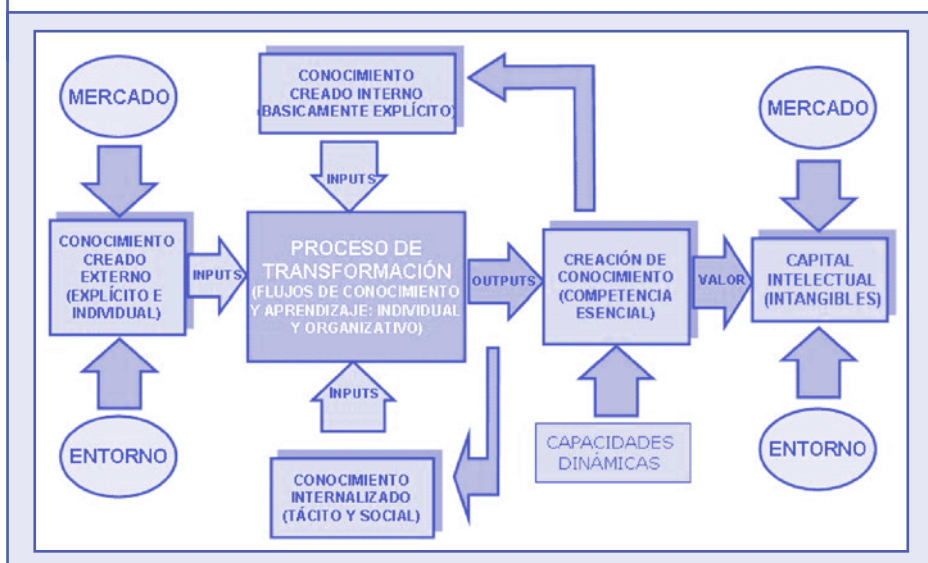 MERCADO
CONOCIMIENTO
CREADO INTERNO
(BASICAMENTE EXPLÍCITO)
MERCADO
INPUTS
CONOCIMIENTO
CREADO
EXTERNO
(EXPLÍCITO E
INDIVIDUAL)
INPUTS
PROCESO DE
TRANSFORMACIÓN
(FLUJOS DE CONOCIMIENTO
Y APRENDIZAJE: INDIVIDUAL
Y ORGANIZATIVO)
OUTPUTS
CREACIÓN DE
CONOCIMIENTO
(COMPETENCIA
ESENCIAL)
VALOR
CAPITAL
INTELECTUAL
(INTANGIBLES)
INPUTS
ENTORNO
CONOCIMIENTO
INTERNALIZADO
(TÁCITO Y SOCIAL)
CAPACIDADES
DINÁMICAS
ENTORNO